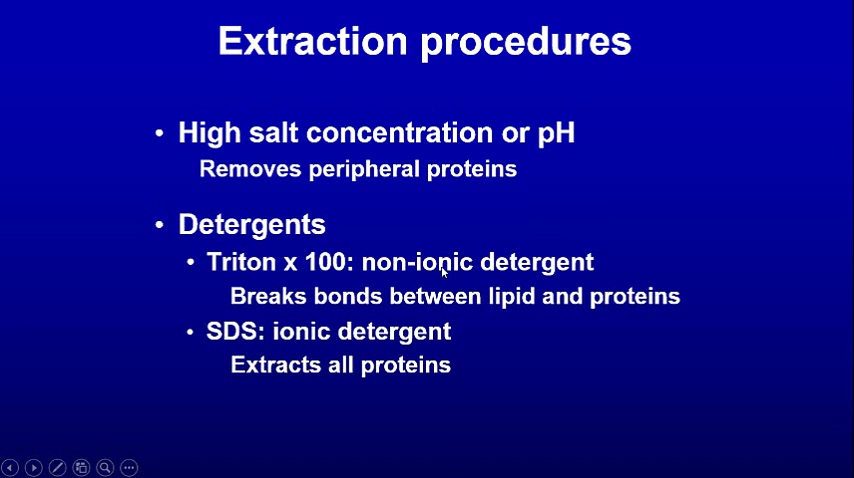 Extraction procedures
• High salt concentration or pH
Removes peripheral proteins
• Detergents
• Triton x 100: non-ionic detergent
Breaks bonds between lipid and proteins
• SDS: ionic detergent
Extracts all proteins